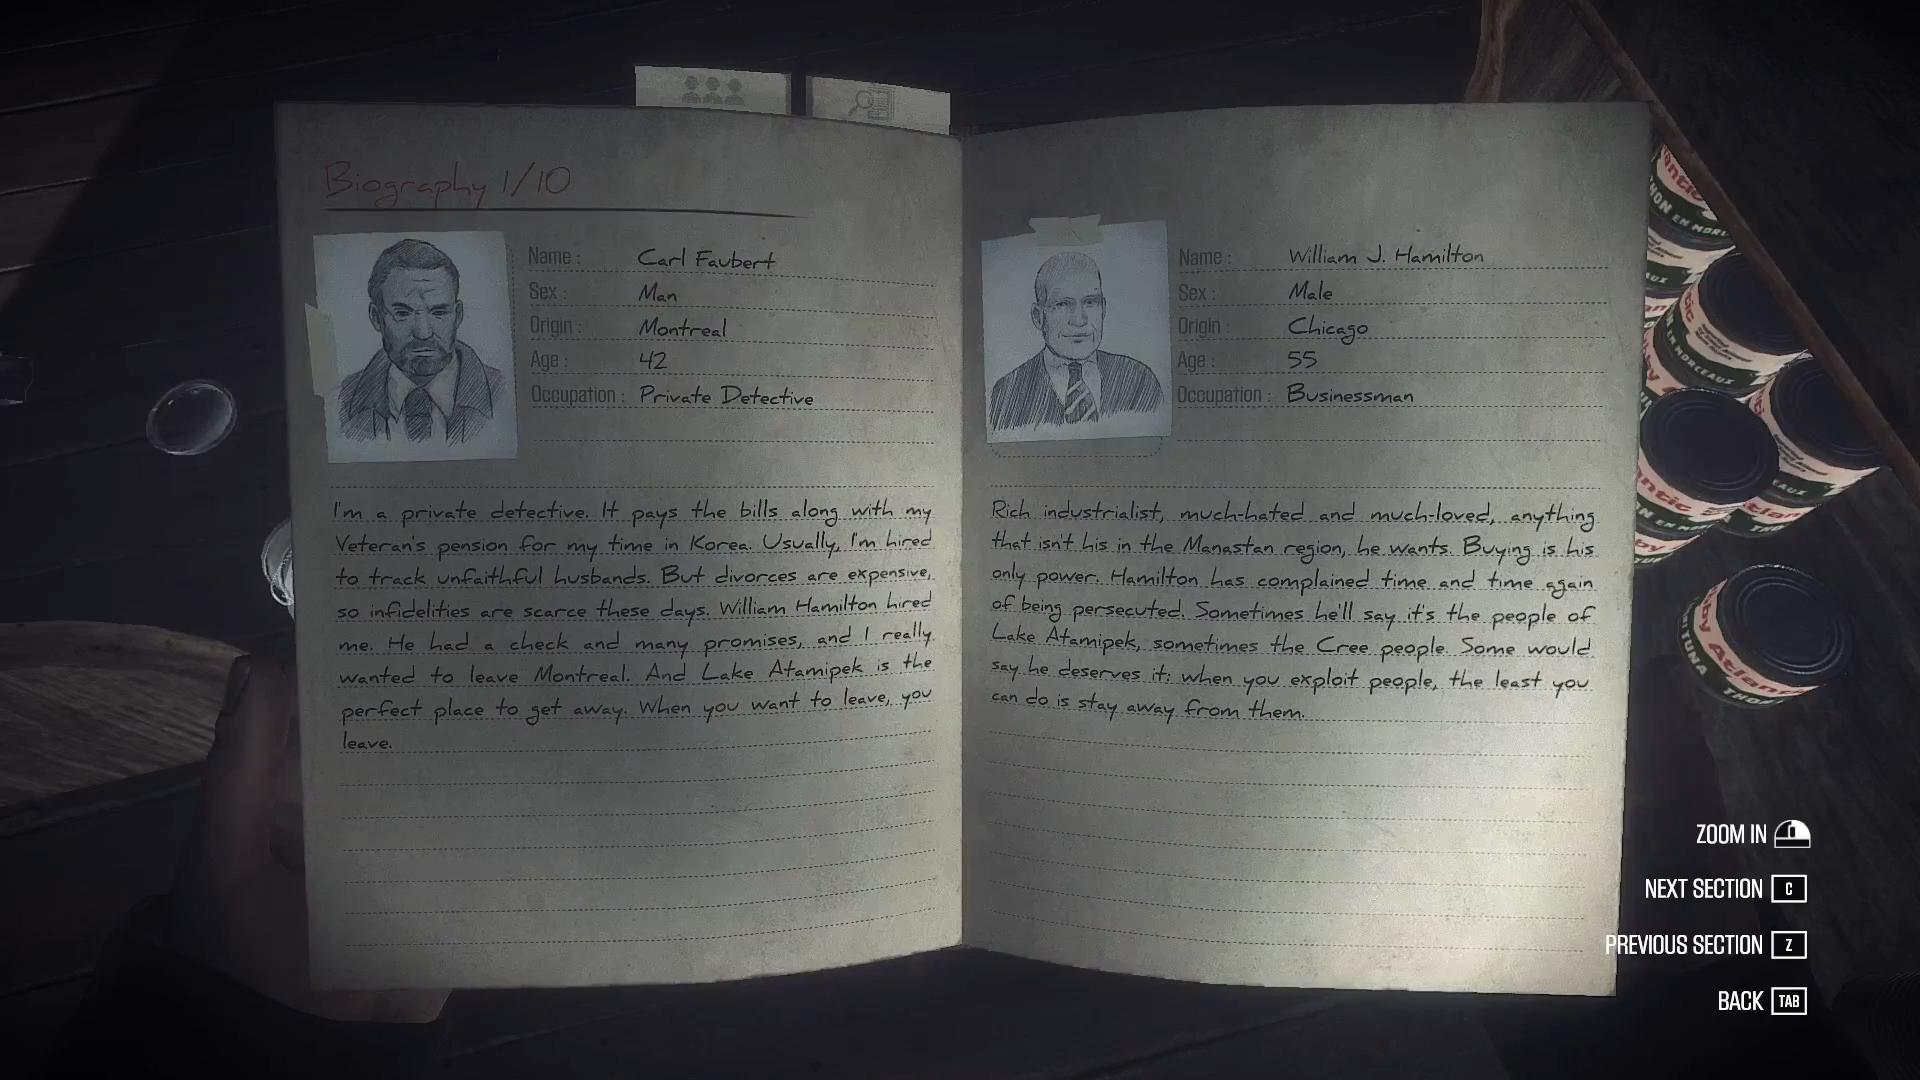 Biography 1/10
Name : Carl Faubert
Sex : Man
Origin : Montreal
Age : 42
Occupation : Private Detective
I'm a private detective. It pays the bills along with my
Veteran's pension for my time in Korea. Usually, I'm hired
to track unfaithful husbands. But divorces are expensive,
so infidelities are scarce these days. William Hamilton hired
me. He had a check and many promises, and I really
wanted to leave Montreal. And Lake Atamipek is the
perfect place to get away. When you want to leave, you
leave.
Name : William J. Hamilton
Sex : Male
Origin : Chicago
Age : 55
Occupation : Businessman
Rich industrialist, much-hated and much-loved, anything
that isn't his in the Manastan region, he wants. Buying is his
only power. Hamilton has complained time and time again
of being persecuted. Sometimes he'll say it's the people of
Lake Atamipek, sometimes the Cree people. Some would
say he deserves it: when you exploit people, the least you
can do is stay away from them.
EN MORCEAUX
TUNA
ZOOM IN
NEXT SECTION C
PREVIOUS SECTION Z
BACK TAB